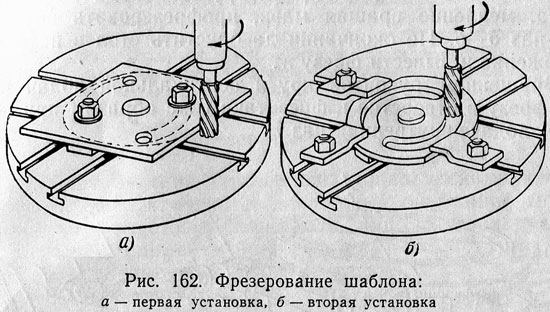 а)
б)
Рис. 162. Фрезерование шаблона:
а — первая установка, б — вторая установка